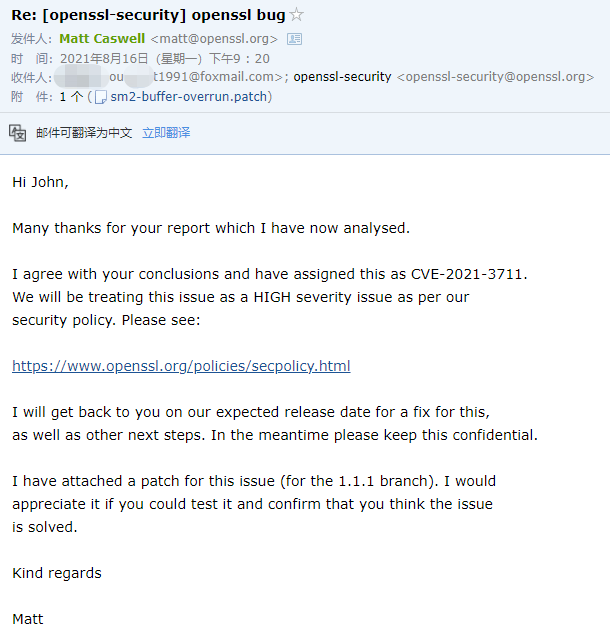 Re: [openssl-security] openssl bug☆
发件人: Matt Caswell <matt@openssl.org>
时 间: 2021年8月16日 (星期一) 下午9:20
收件人: ou t1991@foxmail.com>; openssl-security <openssl-security@openssl.org>
附 件: 1 个 ( sm2-buffer-overrun.patch)
邮件可翻译为中文 立即翻译
Hi John,
Many thanks for your report which I have now analysed.
I agree with your conclusions and have assigned this as CVE-2021-3711.
We will be treating this issue as a HIGH severity issue as per our
security policy. Please see:
https://www.openssl.org/policies/secpolicy.html
I will get back to you on our expected release date for a fix for this,
as well as other next steps. In the meantime please keep this confidential.
I have attached a patch for this issue (for the 1.1.1 branch). I would
appreciate it if you could test it and confirm that you think the issue
is solved.
Kind regards
Matt